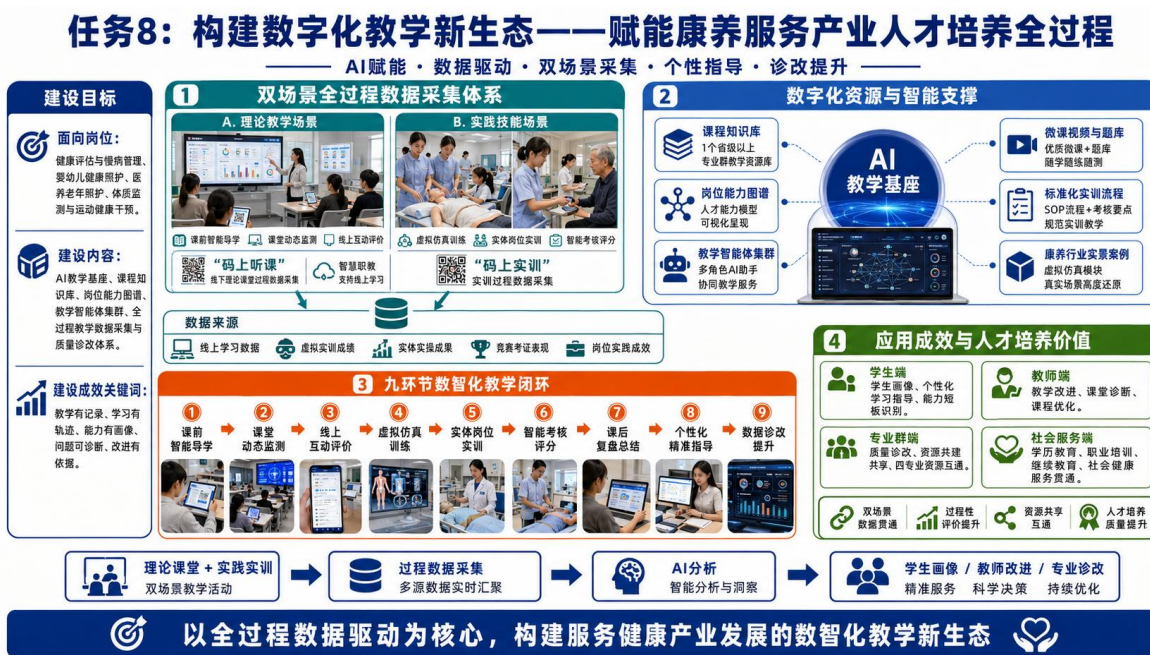 任务8：构建数字化教学新生态——赋能康养服务产业人才培养全过程
AI赋能 · 数据驱动 · 双场景采集 · 个性指导 · 诊改提升
建设目标
面向岗位：
健康评估与慢病管理、
婴幼儿健康照护、医
养老年照护、体质监
测与运动健康干预。
建设内容：
AI教学基座、课程知
识库、岗位能力图谱、
教学智能体集群、全
过程教学数据采集与
质量诊改体系。
建设成效关键词：
教学有记录、学习有
轨迹、能力有画像、
问题可诊断、改进有
依据。
1 双场景全过程数据采集体系
A. 理论教学场景
B. 实践技能场景
课前智能导学
课堂动态监测
线上互动评价
虚拟仿真训练
实体岗位实训
智能考核评分
“码上听课”
线下理论课堂过程数据采集
智慧职教
支持线上学习
“码上实训”
实训过程数据采集
数据来源
线上学习数据
虚拟实训成绩
实体实操成果
竞赛考证表现
岗位实践成效
2 数字化资源与智能支撑
课程知识库
1个省级以上
专业群教学资源库
岗位能力图谱
人才能力模型
可视化呈现
教学智能体集群
多角色AI助手
协同教学服务
AI
教学基座
微课视频与题库
优质微课+题库
随学随练随测
标准化实训流程
SOP流程+考核要点
规范实训教学
康养行业实景案例
虚拟仿真模块
真实场景高度还原
3 九环节数智化教学闭环
1
课前
智能导学
2
课堂
动态监测
3
线上
互动评价
4
虚拟仿真
训练
5
实体岗位
实训
6
智能考核
评分
7
课后
复盘总结
8
个性化
精准指导
9
数据诊改
提升
4 应用成效与人才培养价值
学生端
学生画像、个性化
学习指导、能力短
板识别。
教师端
教学改进、课堂诊断、
课程优化。
专业群端
质量诊改、资源共建
共享、四专业资源互通。
社会服务端
学历教育、职业培训、
继续教育、社会健康
服务贯通。
双场景
数据贯通
过程性
评价提升
资源共享
互通
人才培养
质量提升
理论课堂 + 实践实训
双场景教学活动
过程数据采集
多源数据实时汇聚
AI分析
智能分析与洞察
学生画像 / 教师改进 / 专业诊改
精准服务 科学决策 持续优化
以全过程数据驱动为核心，构建服务健康产业发展的数智化教学新生态